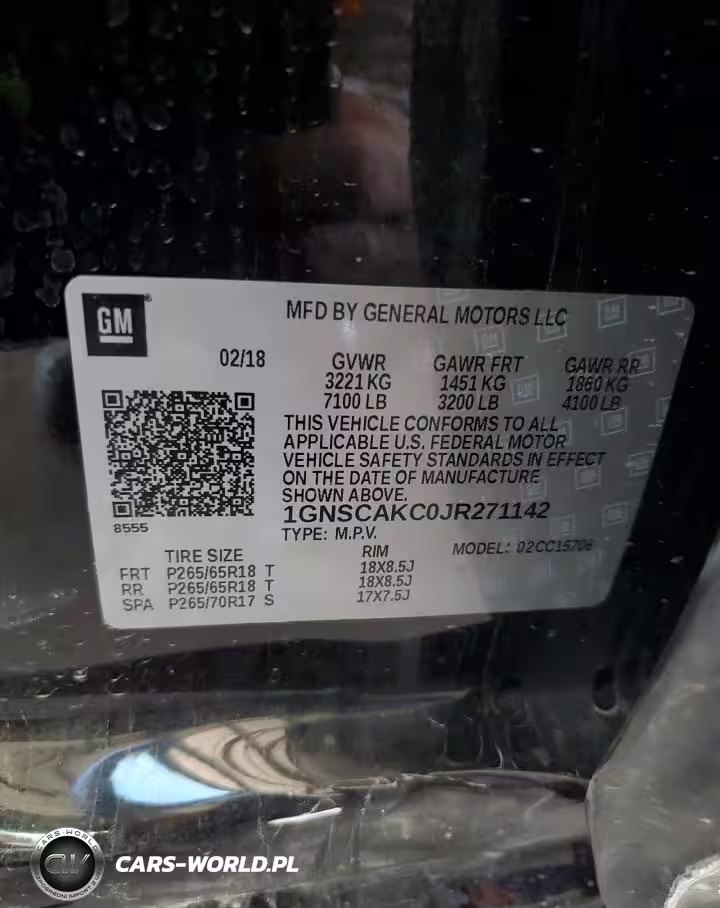 GM
MFD BY GENERAL MOTORS LLC
02/18
GVWR GAWR FRT GAWR RR
3221 KG 1451 KG 1860 KG
7100 LB 3200 LB 4100 LB
THIS VEHICLE CONFORMS TO ALL
APPLICABLE U.S. FEDERAL MOTOR
VEHICLE SAFETY STANDARDS IN EFFECT
ON THE DATE OF MANUFACTURE
SHOWN ABOVE.
1GNSCAKC0JR271142
8555
TYPE: M.P.V.
MODEL: 02CC15706
TIRE SIZE RIM
FRT P265/65R18 T 18X8.5J
RR P265/65R18 T 18X8.5J
SPA P265/70R17 S 17X7.5J
CARS-WORLD
CW
CARS-WORLD.PL